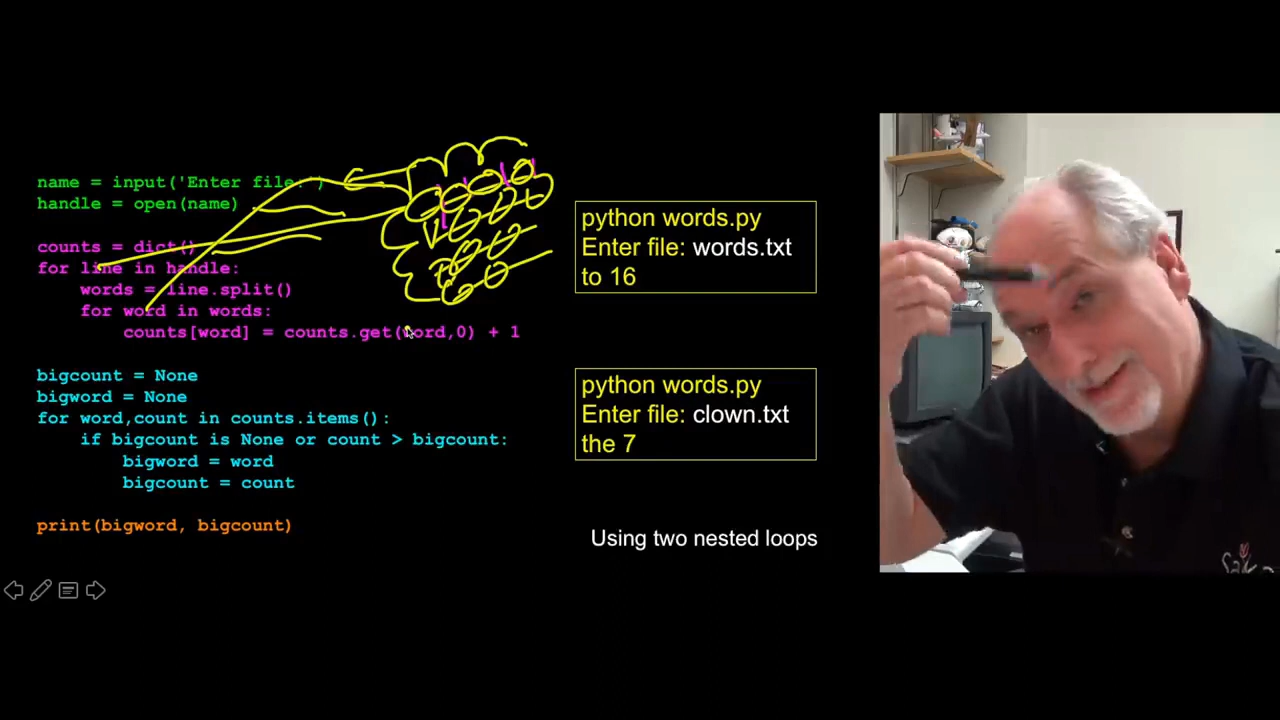 name = input('Enter file:')
handle = open(name)
counts = dict()
for line in handle:
words = line.split()
for word in words:
counts[word] = counts.get(word,0) + 1
bigcount = None
bigword = None
for word,count in counts.items():
if bigcount is None or count > bigcount:
bigword = word
bigcount = count
print(bigword, bigcount)
python words.py
Enter file: words.txt
to 16
python words.py
Enter file: clown.txt
the 7
Using two nested loops